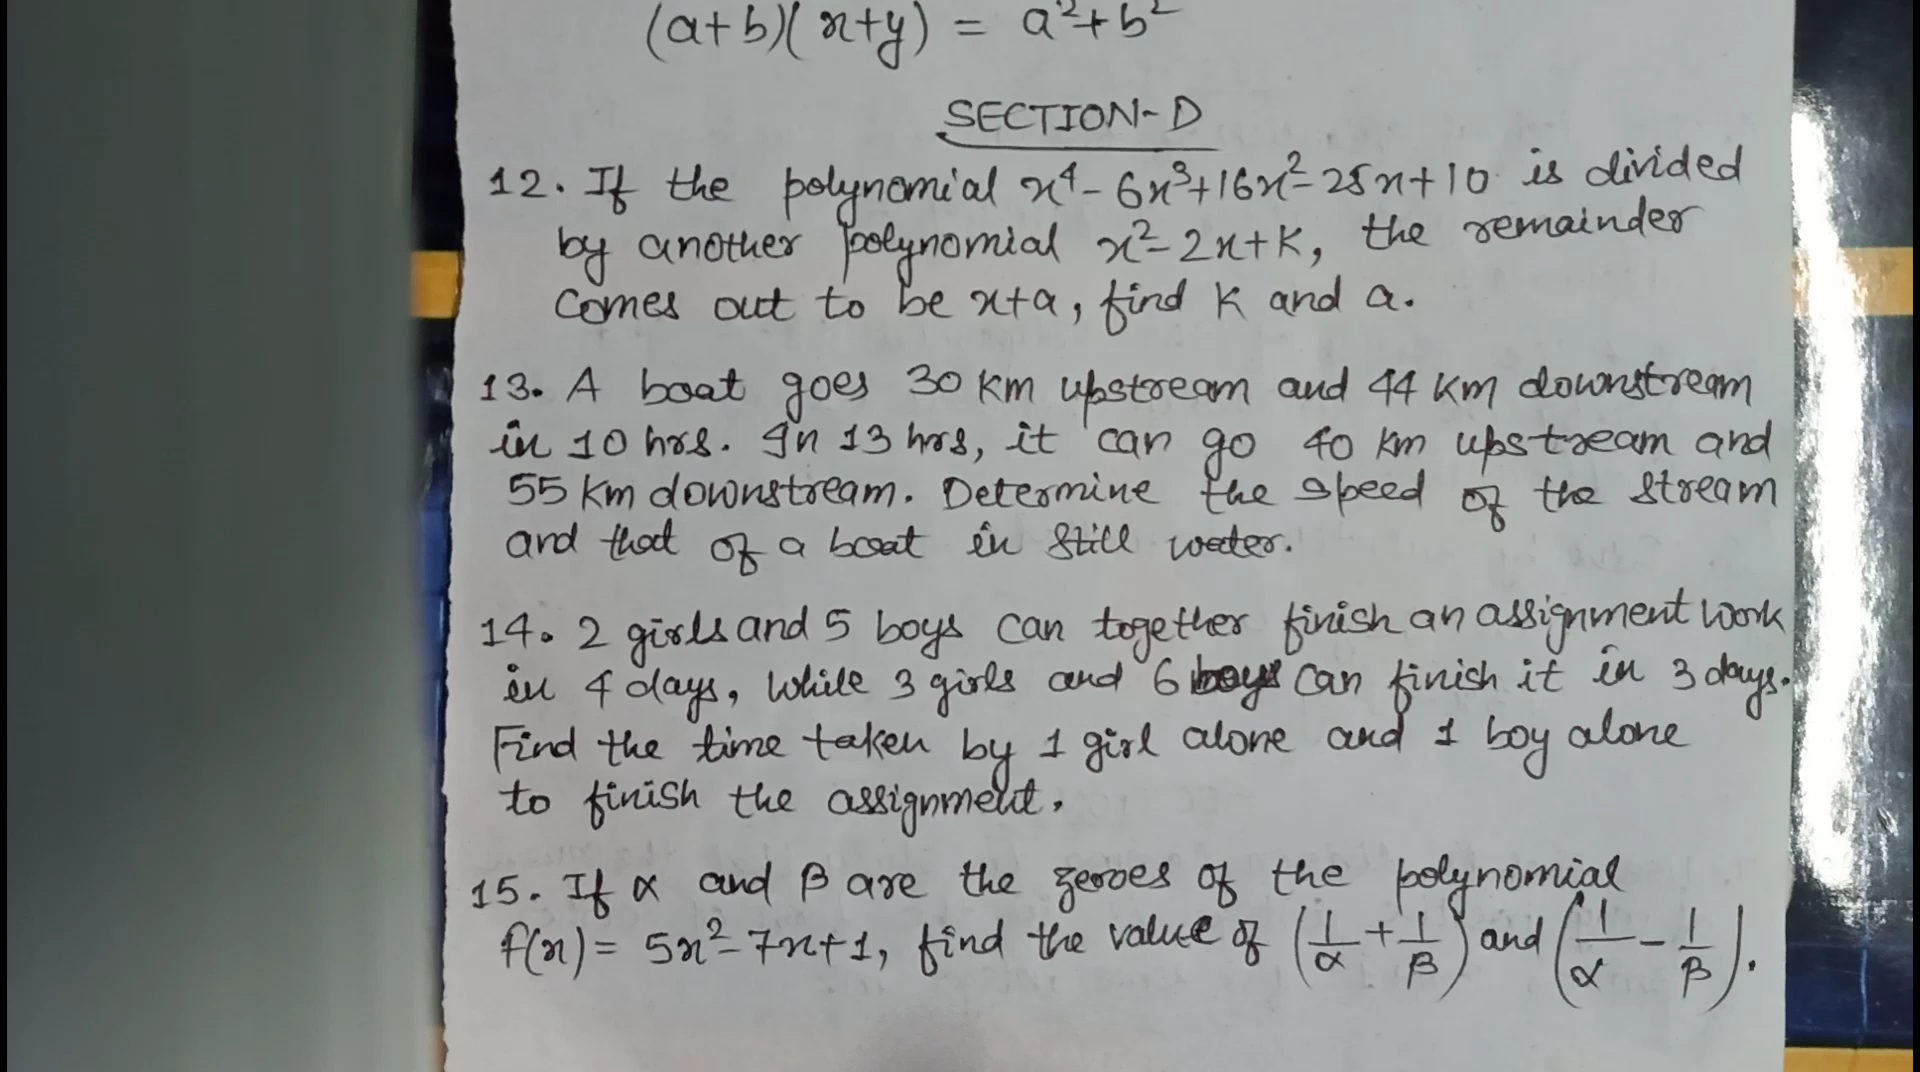 (a+b)(x+y) = a²+b²
SECTION-D
12. If the polynomial x⁴-6x³+16x²-25x+10 is divided
by another polynomial x²-2x+K, the remainder
comes out to be x+a, find K and a.
13. A boat goes 30 Km upstream and 44 Km downstream
in 10 hrs. In 13 hrs, it can go 40 Km upstream and
55 Km downstream. Determine the speed of the stream
and that of a boat in still water.
14. 2 girls and 5 boys can together finish an assignment work
in 4 days, while 3 girls and 6 boys can finish it in 3 days.
Find the time taken by 1 girl alone and 1 boy alone
to finish the assignment.
15. If α and β are the zeroes of the polynomial
f(x) = 5x²-7x+1, find the value of (1/α + 1/β) and (1/α - 1/β).